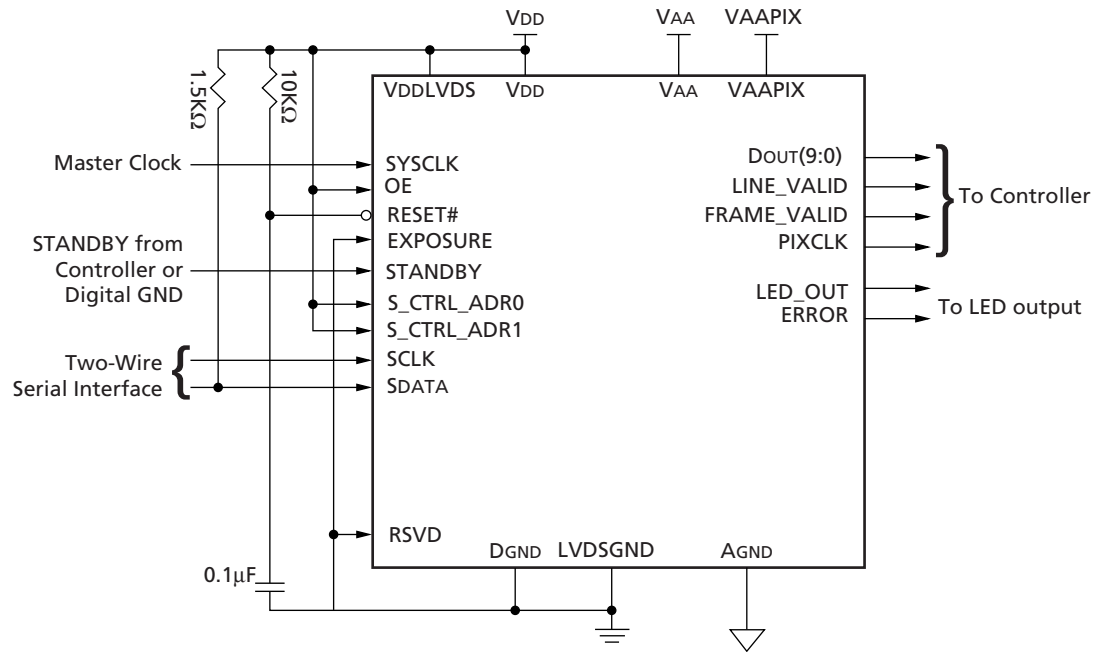 VDD VAA VAAPIX
1.5KΩ
10KΩ
VDDLVDS VDD VAA VAAPIX
Master Clock
SYSCLK
OE
RESET#
EXPOSURE
STANDBY from
Controller or
Digital GND
STANDBY
S_CTRL_ADR0
S_CTRL_ADR1
Two-Wire
Serial Interface
{
SCLK
SDATA
RSVD
DOUT(9:0)
LINE_VALID
FRAME_VALID
PIXCLK
} To Controller
LED_OUT
ERROR
To LED output
DGND LVDSGND AGND
0.1μF